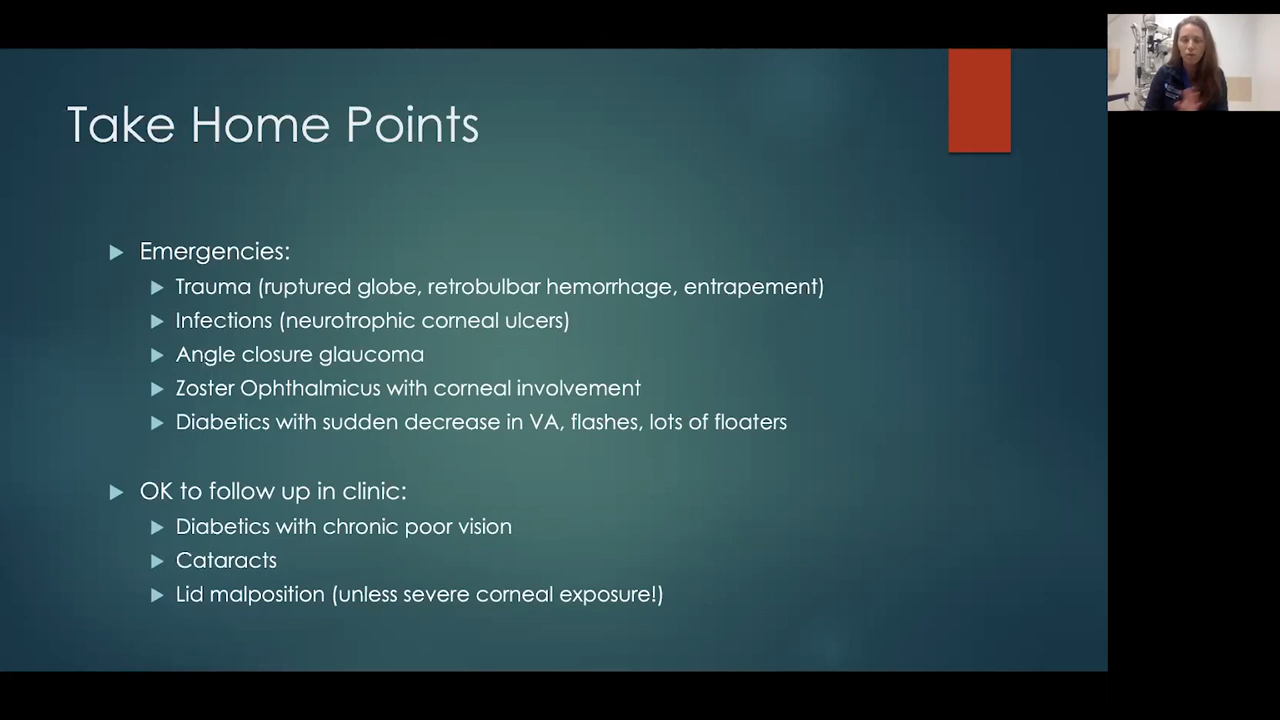 Take Home Points
Emergencies:
Trauma (ruptured globe, retrobulbar hemorrhage, entrapement)
Infections (neurotrophic corneal ulcers)
Angle closure glaucoma
Zoster Ophthalmicus with corneal involvement
Diabetics with sudden decrease in VA, flashes, lots of floaters
OK to follow up in clinic:
Diabetics with chronic poor vision
Cataracts
Lid malposition (unless severe corneal exposure!)